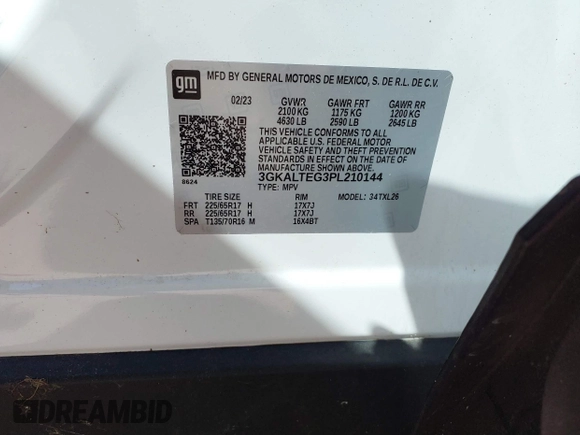 gm MFD BY GENERAL MOTORS DE MEXICO, S. DE R.L. DE C.V.
02/23 GVWR GAWR FRT GAWR RR
2100 KG 1175 KG 1200 KG
4630 LB 2590 LB 2645 LB
THIS VEHICLE CONFORMS TO ALL APPLICABLE
U.S. FEDERAL MOTOR
VEHICLE SAFETY AND THEFT PREVENTION
STANDARDS IN EFFECT ON THE DATE OF
MANUFACTURE SHOWN ABOVE.
8624 3GKALTEG3PL210144
TYPE: MPV MODEL: 34TXL26
TIRE SIZE RIM
FRT 225/65R17 H 17X7J
RR 225/65R17 H 17X7J
SPA T135/70R16 M 16X4BT
DREAMBID